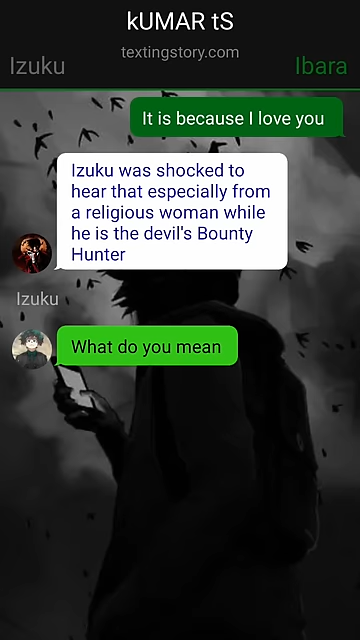 kUMAR tS
textingstory.com
Izuku
Ibara
It is because I love you
Izuku was shocked to
hear that especially from
a religious woman while
he is the devil's Bounty
Hunter
Izuku
What do you mean